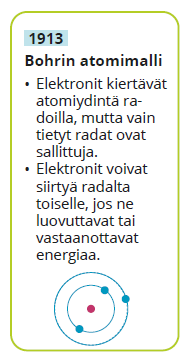 1913
Bohrin atomimalli
• Elektronit kiertävät
atomiydintä ra-
doilla, mutta vain
tietyt radat ovat
sallittuja.
• Elektronit voivat
siirtyä radalta
toiselle, jos ne
luovuttavat tai
vastaanottavat
energiaa.